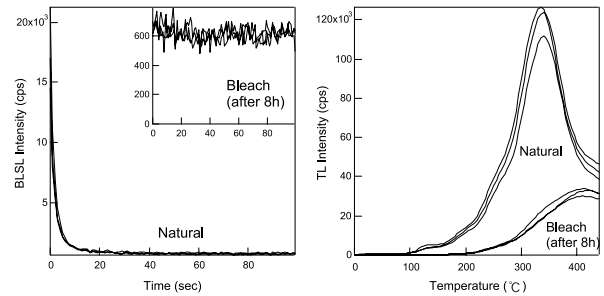 20x10³
15
10
5
BLSL Intensity (cps)
0
20
40
60
80
Time (sec)
Natural
600
400
200
0
0
20
40
60
80
Bleach
(after 8h)
120x10³
100
80
60
40
20
0
TL Intensity (cps)
0
100
200
300
400
Temperature (℃)
Natural
Bleach
(after 8h)